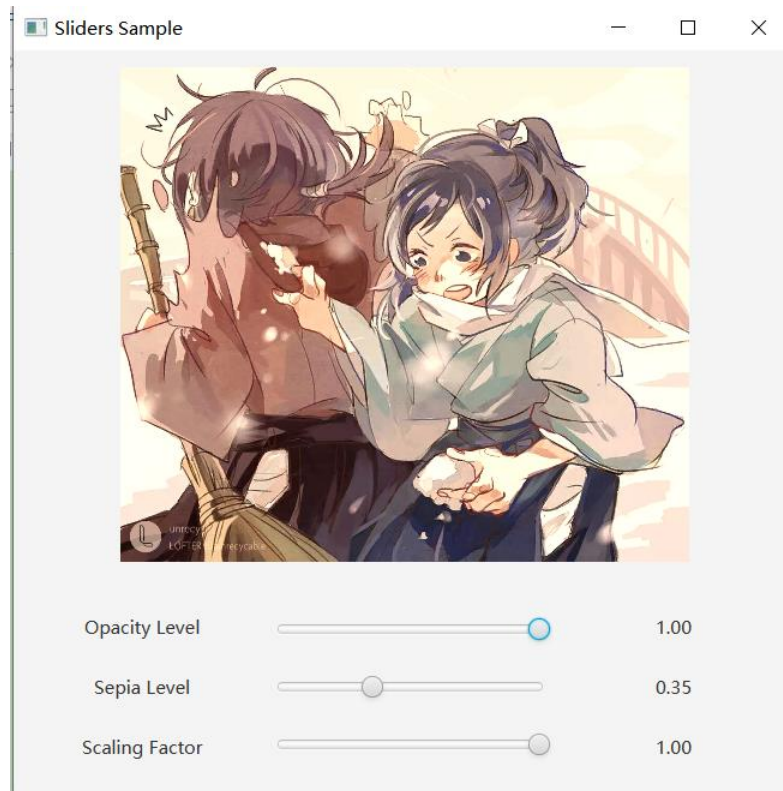 Sliders Sample
Opacity Level 1.00
Sepia Level 0.35
Scaling Factor 1.00